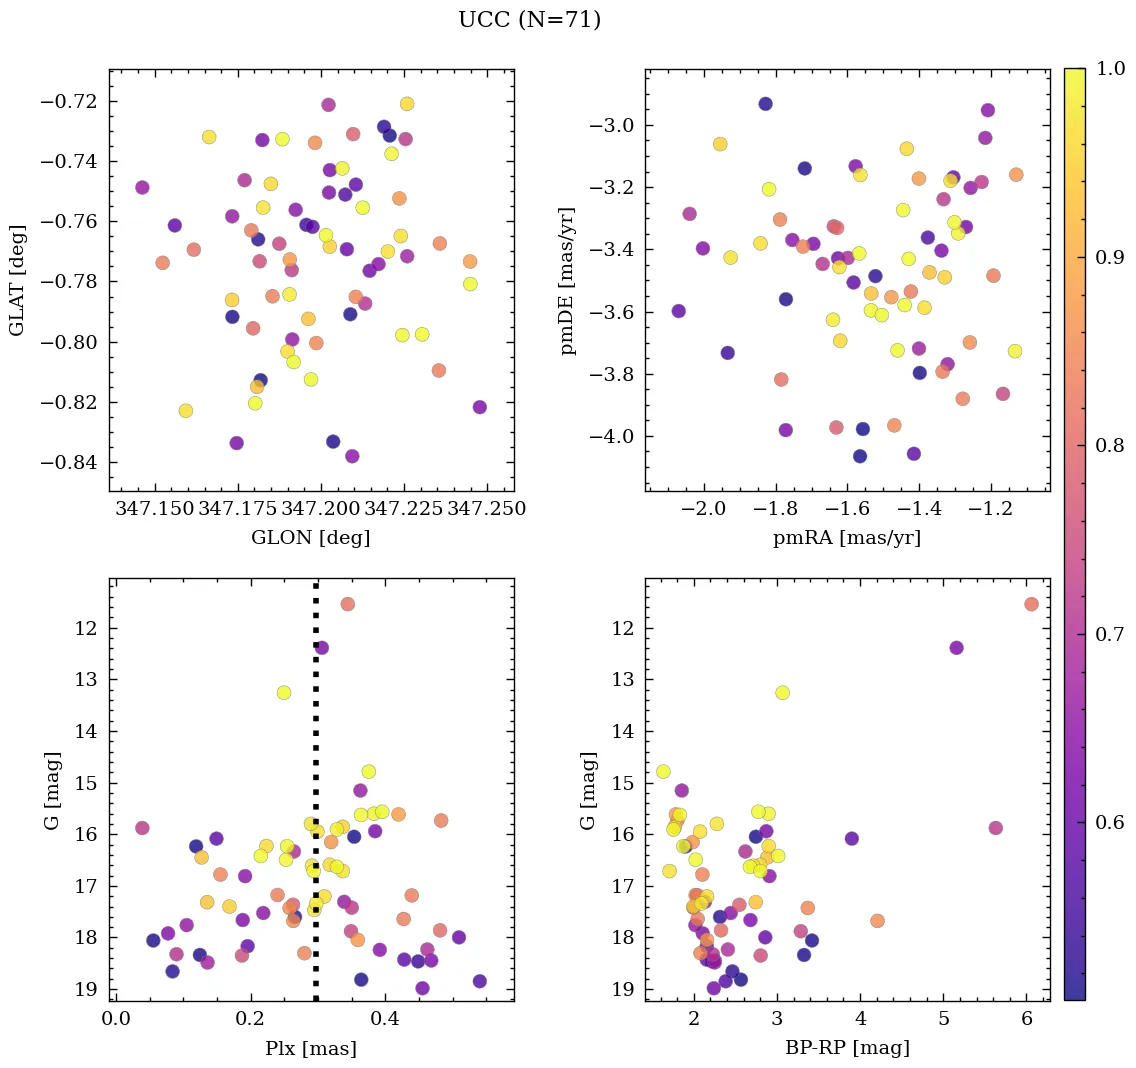 UCC (N=71)
−0.72
−0.74
−0.76
−0.78
−0.80
−0.82
−0.84
GLAT [deg]
347.150 347.175 347.200 347.225 347.250
GLON [deg]
−3.0
−3.2
−3.4
−3.6
−3.8
−4.0
pmDE [mas/yr]
−2.0 −1.8 −1.6 −1.4 −1.2
pmRA [mas/yr]
12
13
14
15
16
17
18
19
G [mag]
0.0 0.2 0.4
Plx [mas]
12
13
14
15
16
17
18
19
G [mag]
2 3 4 5 6
BP-RP [mag]
1.0
0.9
0.8
0.7
0.6